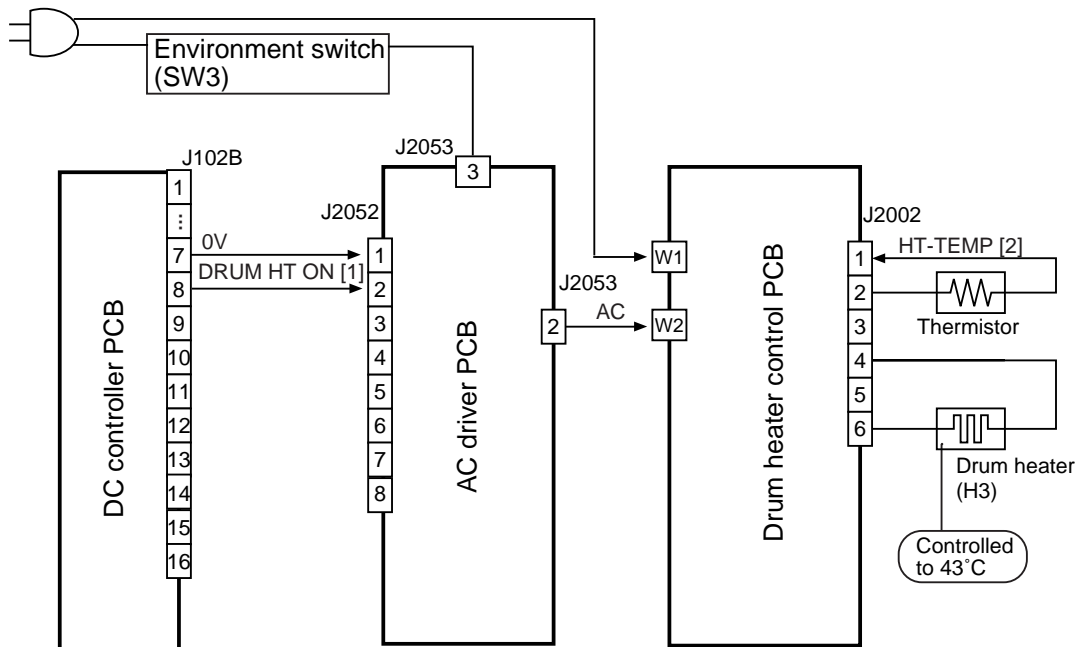 Environment switch
(SW3)
J102B
1
⋮
7
8
9
10
11
12
13
14
15
16
DC controller PCB
0V
DRUM HT ON [1]
J2052
1
2
3
4
5
6
7
8
J2053
3
AC driver PCB
J2053
2
AC
W1
W2
Drum heater control PCB
J2002
1
2
3
4
5
6
HT-TEMP [2]
Thermistor
Drum heater
(H3)
Controlled
to 43˚C